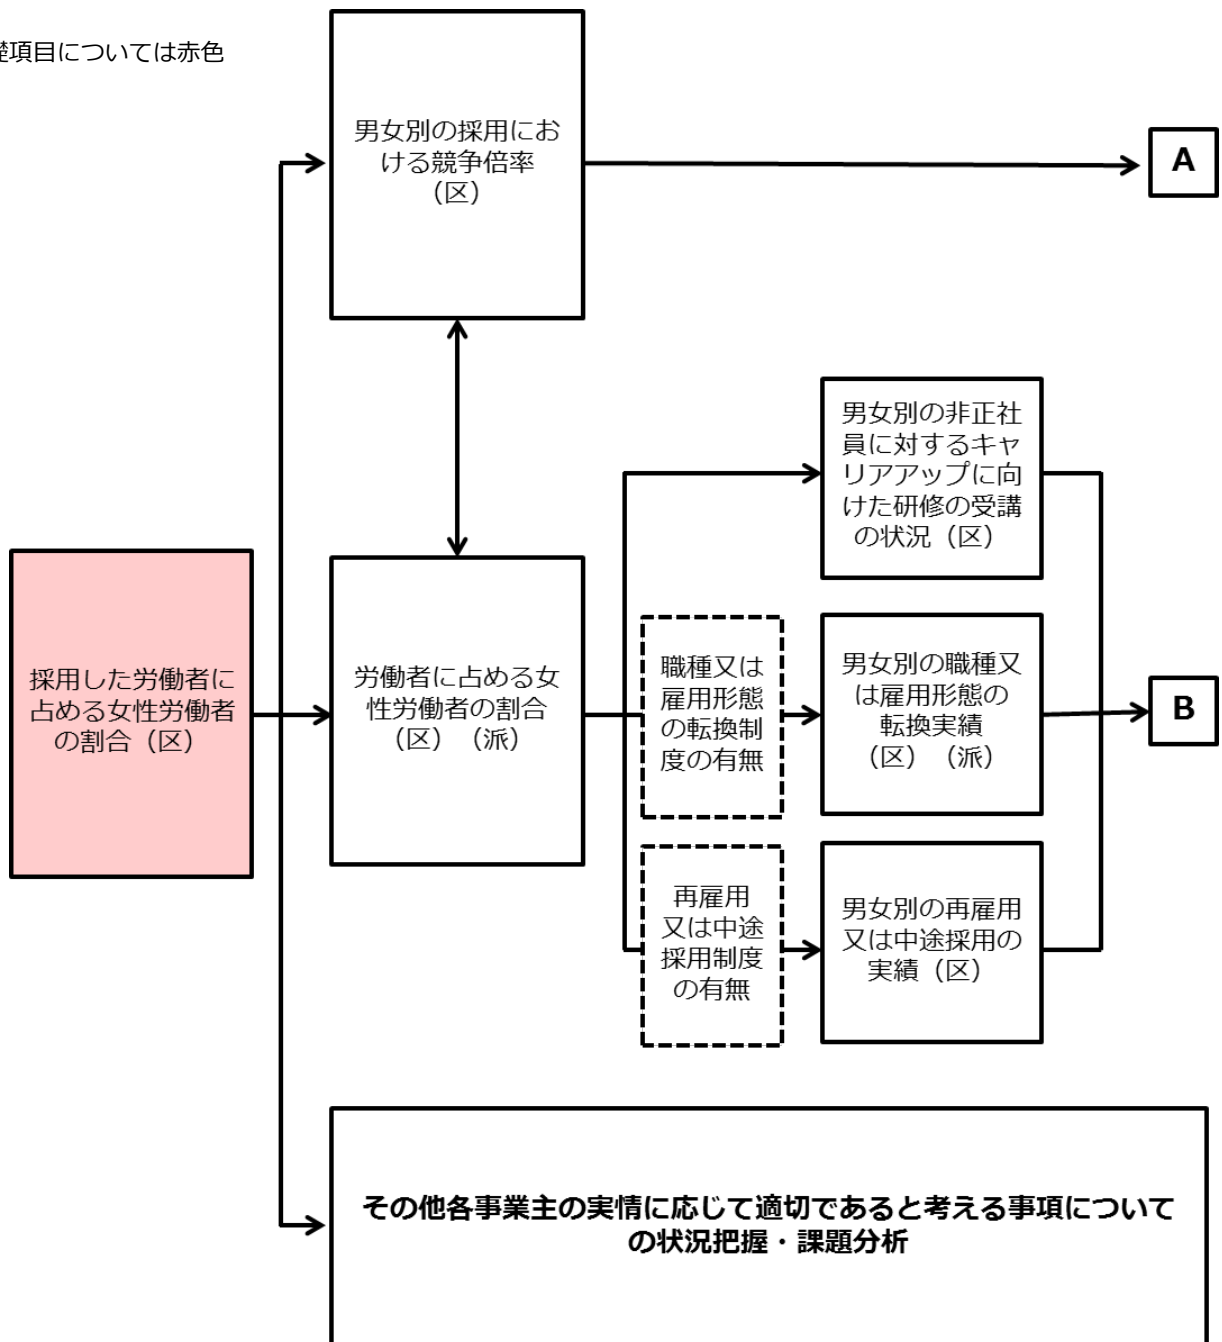 礎項目については赤色
男女別の採用にお
ける競争倍率
（区）
A
男女別の非正社
員に対するキャ
リアアップに向
けた研修の受講
の状況（区）
採用した労働者に
占める女性労働者
の割合（区）
労働者に占める女
性労働者の割合
（区）（派）
職種又は
雇用形態
の転換制
度の有無
男女別の職種又
は雇用形態の
転換実績
（区）（派）
B
再雇用
又は中途
採用制度
の有無
男女別の再雇用
又は中途採用の
実績（区）
その他各事業主の実情に応じて適切であると考える事項について
の状況把握・課題分析